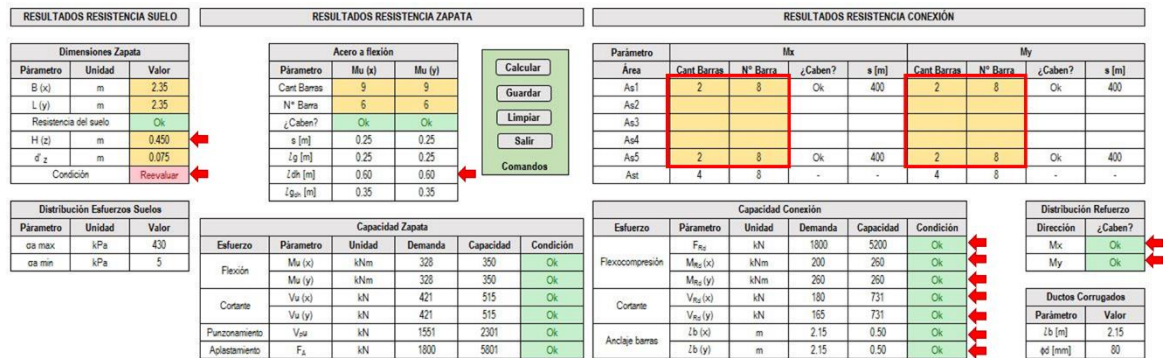 RESULTADOS RESISTENCIA SUELO
RESULTADOS RESISTENCIA ZAPATA
RESULTADOS RESISTENCIA CONEXIÓN
Dimensiones Zapata
Párametro Unidad Valor
B (x) m 2.35
L (y) m 2.35
Resistencia del suelo Ok
H (z) m 0.450
d' z m 0.075
Condición Reevaluar
Distribución Esfuerzos Suelos
Párametro Unidad Valor
σa max kPa 430
σa min kPa 5
Acero a flexión
Párametro Mu (x) Mu (y)
Cant Barras 9 9
N° Barra 6 6
¿Caben? Ok Ok
s [m] 0.25 0.25
lg [m] 0.25 0.25
ldh [m] 0.60 0.60
lgdh [m] 0.35 0.35
Calcular
Guardar
Limpiar
Salir
Comandos
Capacidad Zapata
Esfuerzo Párametro Unidad Demanda Capacidad Condición
Flexión Mu (x) kNm 328 350 Ok
Mu (y) kNm 328 350 Ok
Cortante Vu (x) kN 421 515 Ok
Vu (y) kN 421 515 Ok
Punzonamiento Vpu kN 1551 2301 Ok
Aplastamiento FA kN 1800 5801 Ok
Parámetro Mx My
Área Cant Barras N° Barra ¿Caben? s [m] Cant Barras N° Barra ¿Caben? s [m]
As1 2 8 Ok 400 2 8 Ok 400
As2
As3
As4
As5 2 8 Ok 400 2 8 Ok 400
Ast 4 8 - - 4 8 - -
Capacidad Conexión
Esfuerzo Párametro Unidad Demanda Capacidad Condición
Flexocompresión FRd kN 1800 5200 Ok
MRd (x) kNm 200 260 Ok
MRd (y) kNm 260 260 Ok
Cortante VRd (x) kN 180 731 Ok
VRd (y) kN 165 731 Ok
Anclaje barras lb (x) m 2.15 0.50 Ok
lb (y) m 2.15 0.50 Ok
Distribución Refuerzo
Dirección ¿Caben?
Mx Ok
My Ok
Ductos Corrugados
Parámetro Valor
lb [m] 2.15
ϕd [mm] 80